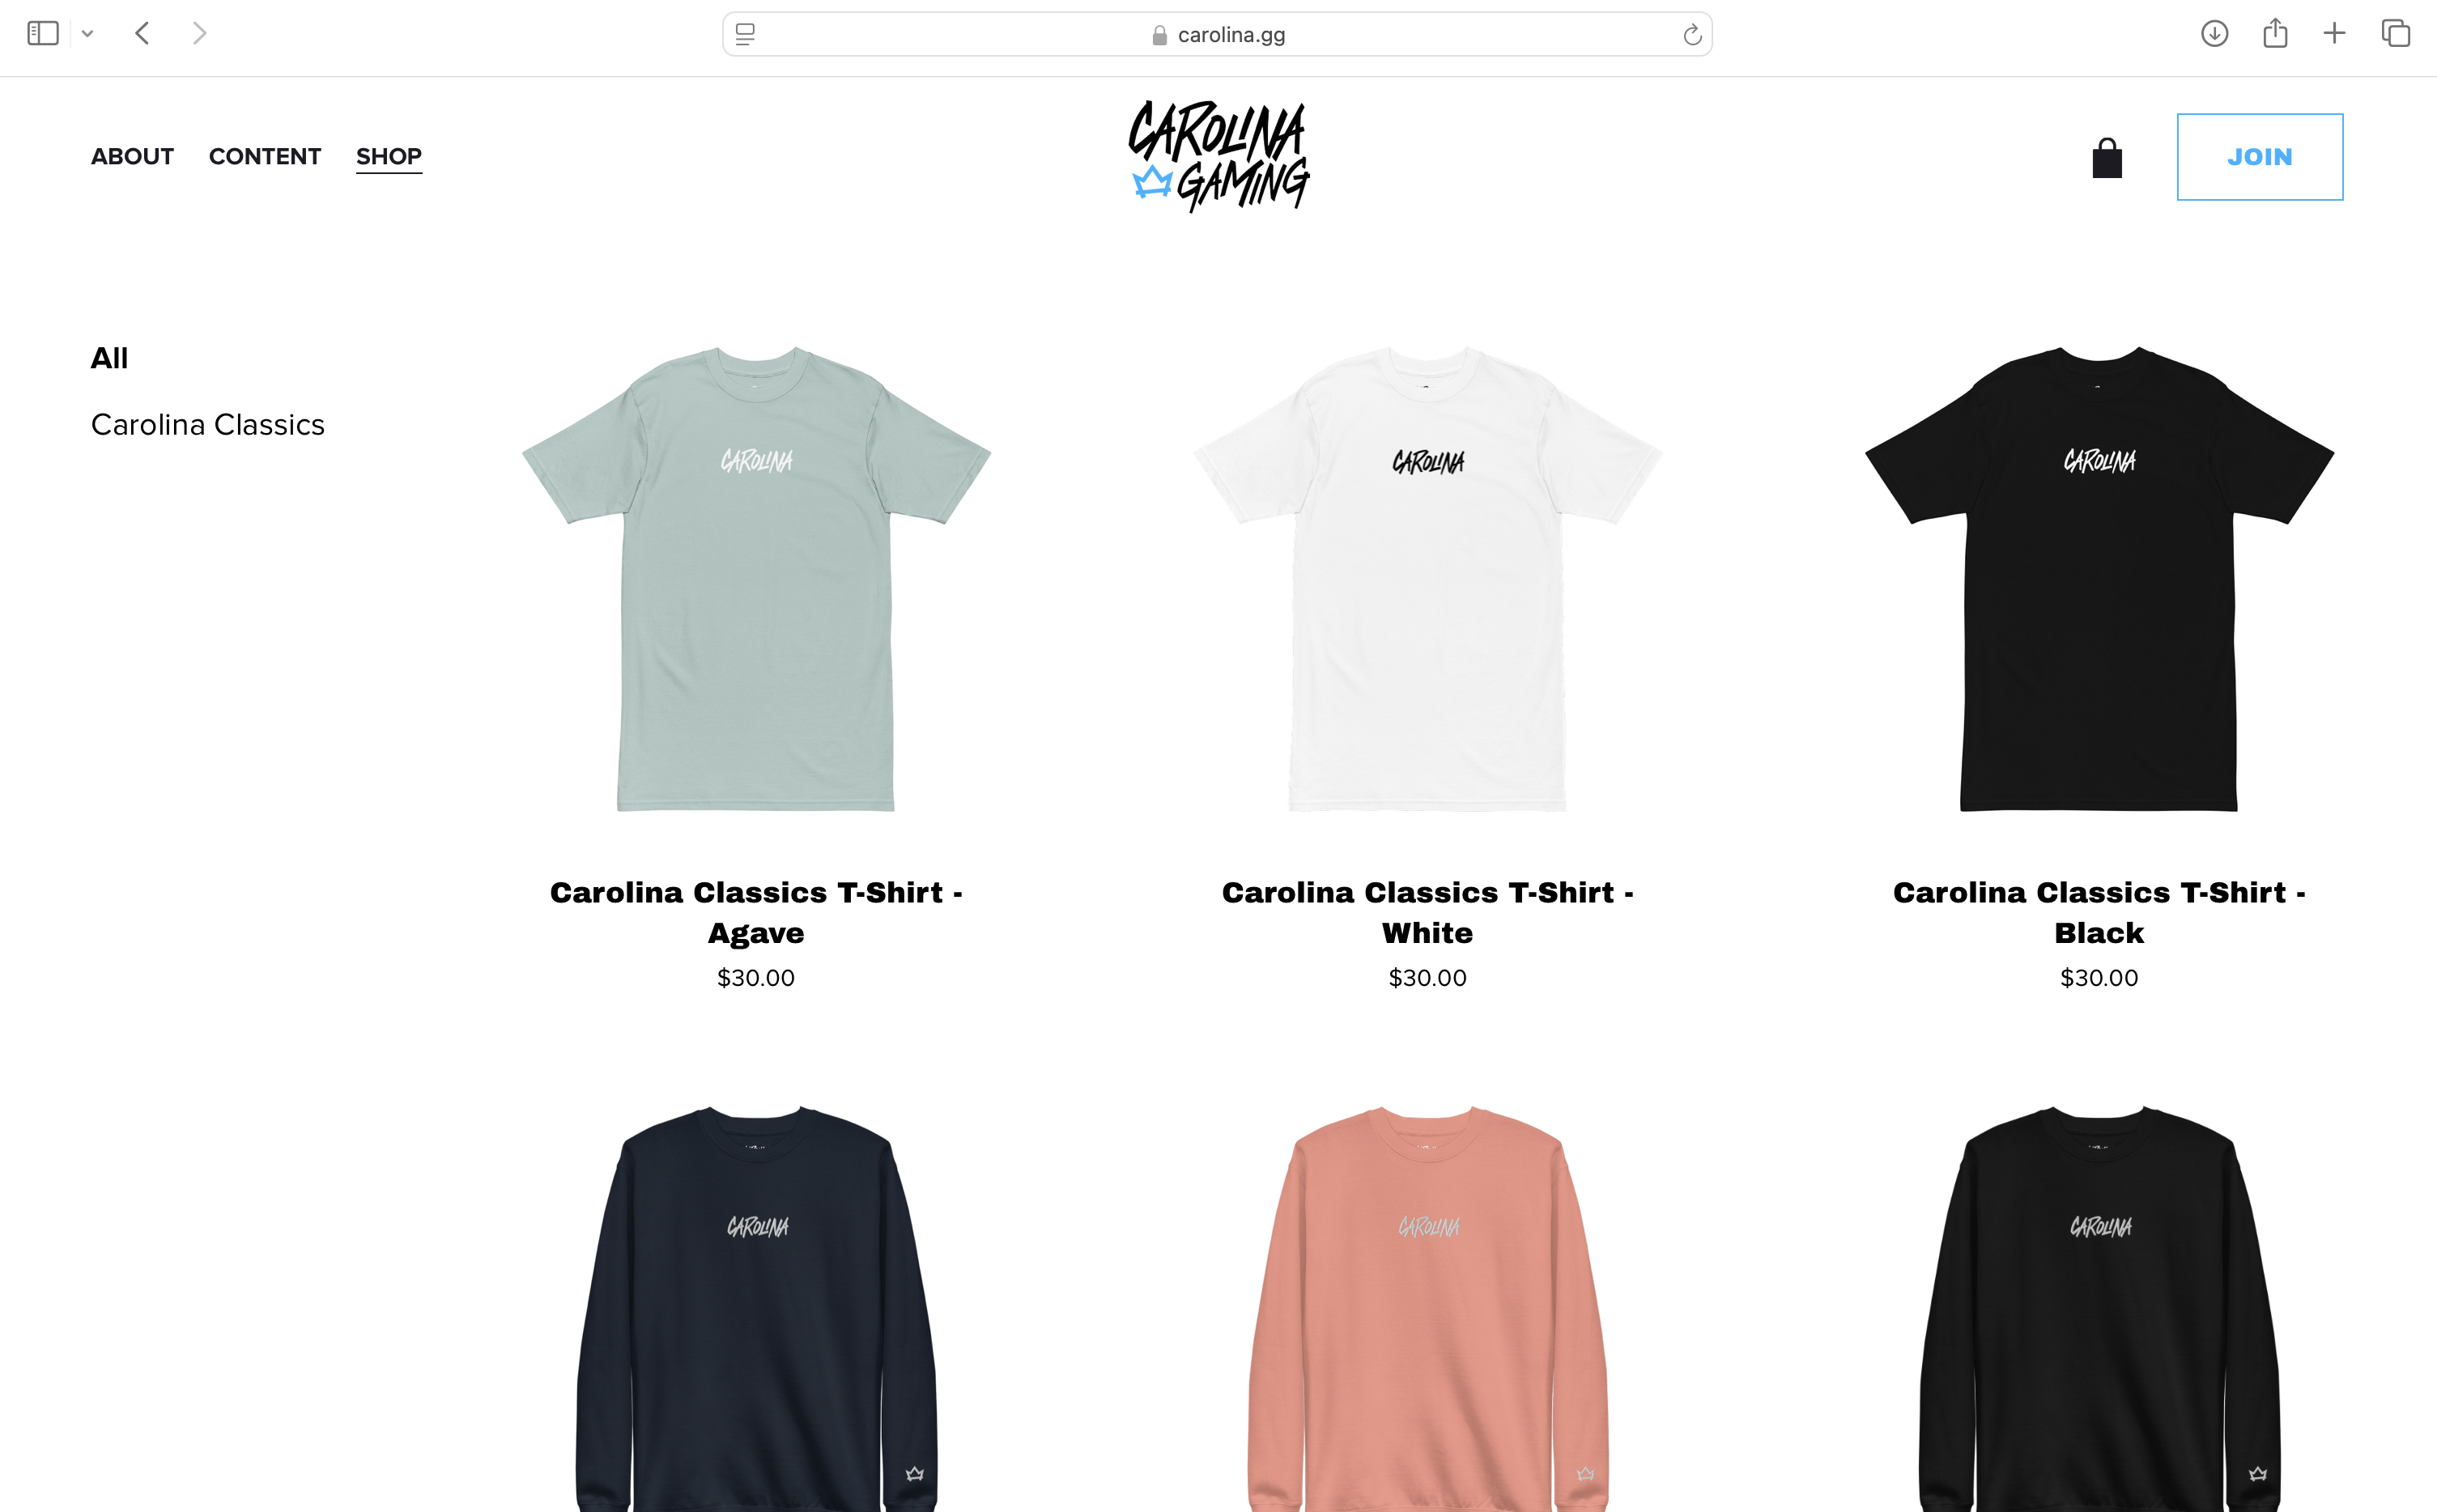 carolina.gg
ABOUT CONTENT SHOP
CAROLINA
GAMING
JOIN
All
Carolina Classics
CAROLINA
CAROLINA
CAROLINA
Carolina Classics T-Shirt -
Agave
$30.00
Carolina Classics T-Shirt -
White
$30.00
Carolina Classics T-Shirt -
Black
$30.00
CAROLINA
CAROLINA
CAROLINA